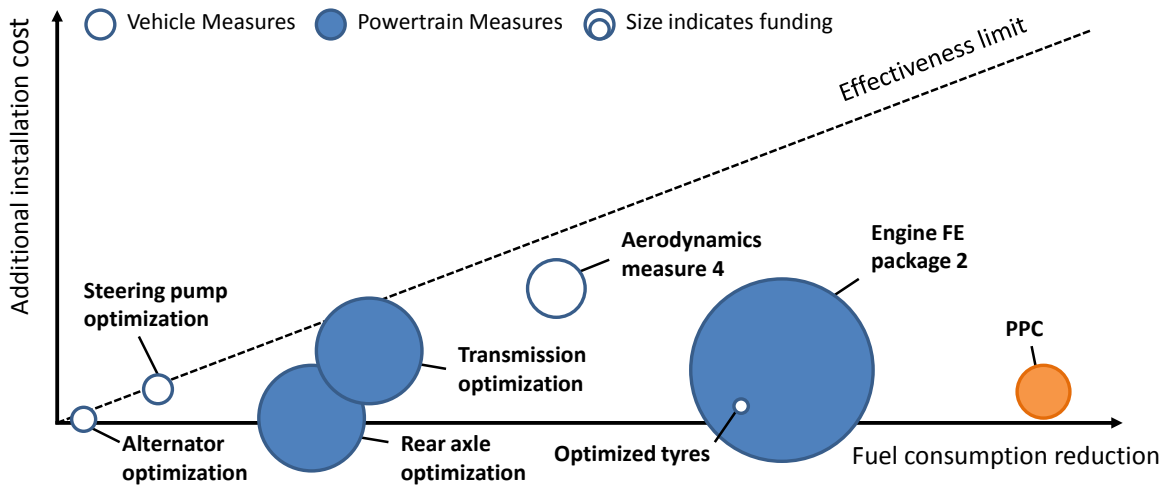 Vehicle Measures
Powertrain Measures
Size indicates funding
Additional installation cost
Effectiveness limit
Engine FE
package 2
Aerodynamics
measure 4
Steering pump
optimization
PPC
Transmission
optimization
Alternator
optimization
Rear axle
optimization
Optimized tyres
Fuel consumption reduction